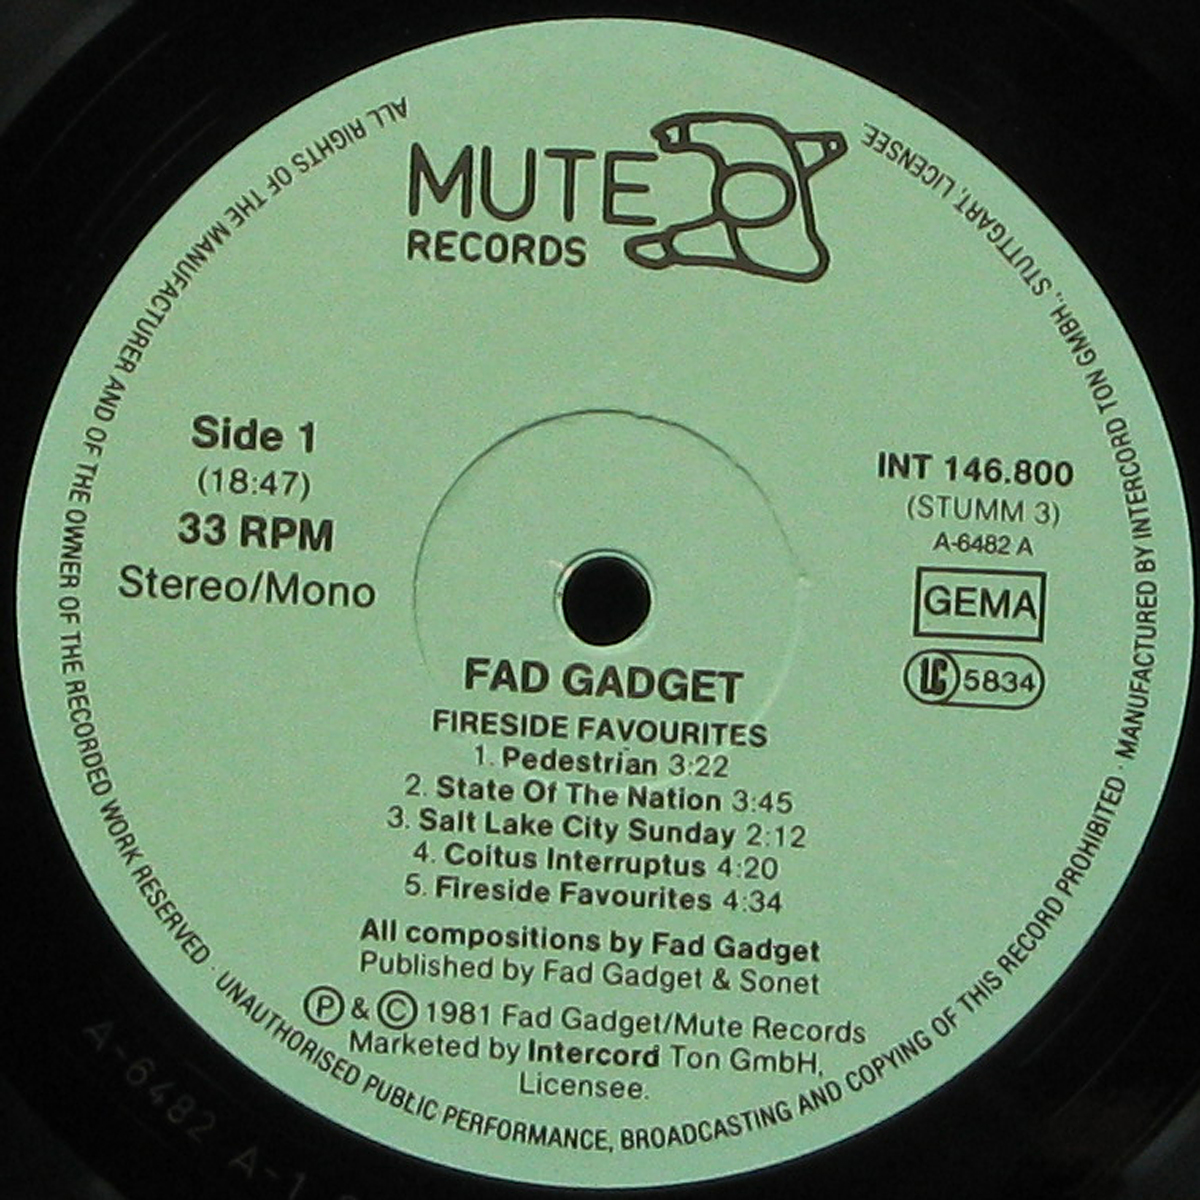 MUTE
RECORDS
Side 1
(18:47)
33 RPM
Stereo/Mono
INT 146.800
(STUMM 3)
A-6482 A
GEMA
LC 5834
FAD GADGET
FIRESIDE FAVOURITES
1. Pedestrian 3:22
2. State Of The Nation 3:45
3. Salt Lake City Sunday 2:12
4. Coitus Interruptus 4:20
5. Fireside Favourites 4:34
All compositions by Fad Gadget
Published by Fad Gadget & Sonet
Ⓟ & © 1981 Fad Gadget/Mute Records
Marketed by Intercord Ton GmbH,
Licensee.
ALL RIGHTS OF THE MANUFACTURER AND OF THE OWNER OF THE RECORDED WORK RESERVED · UNAUTHORISED PUBLIC PERFORMANCE, BROADCASTING AND COPYING OF THIS RECORD PROHIBITED · MANUFACTURED BY INTERCORD TON GMBH., STUTTGART, LICENSEE
A-6482 A-1